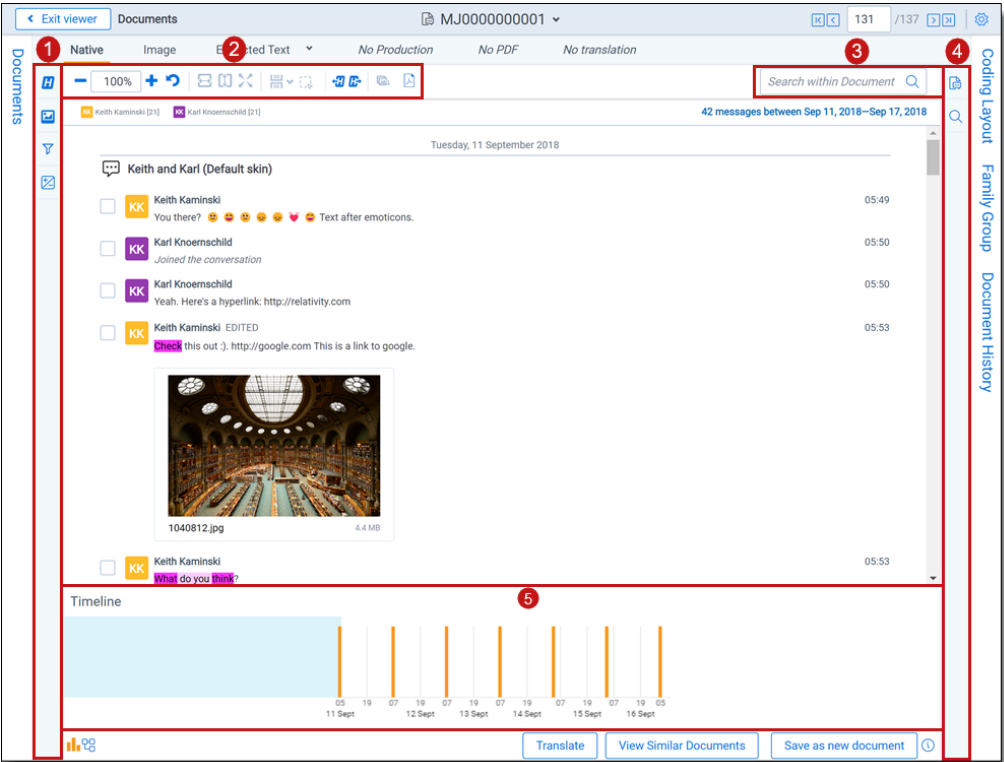 Exit viewer
Documents
MJ0000000001
131
/137
Documents
1
Native
Image
2
Text
No Production
No PDF
No translation
3
4
100%
Search within Document
Keith Kaminski [21]
Karl Knoernschild [21]
42 messages between Sep 11, 2018—Sep 17, 2018
Tuesday, 11 September 2018
Keith and Karl (Default skin)
KK
Keith Kaminski
05:49
You there? Text after emoticons.
KK
Karl Knoernschild
05:50
Joined the conversation
KK
Karl Knoernschild
05:50
Yeah. Here's a hyperlink: http://relativity.com
KK
Keith Kaminski EDITED
05:53
Check this out :). http://google.com This is a link to google.
1040812.jpg
4.4 MB
KK
Keith Kaminski
05:53
What do you think?
Coding Layout
Family Group
Document History
Timeline
5
05 19 07 19 07 19 07 19 07 19 07 19 05
11 Sept 12 Sept 13 Sept 14 Sept 15 Sept 16 Sept
Translate
View Similar Documents
Save as new document